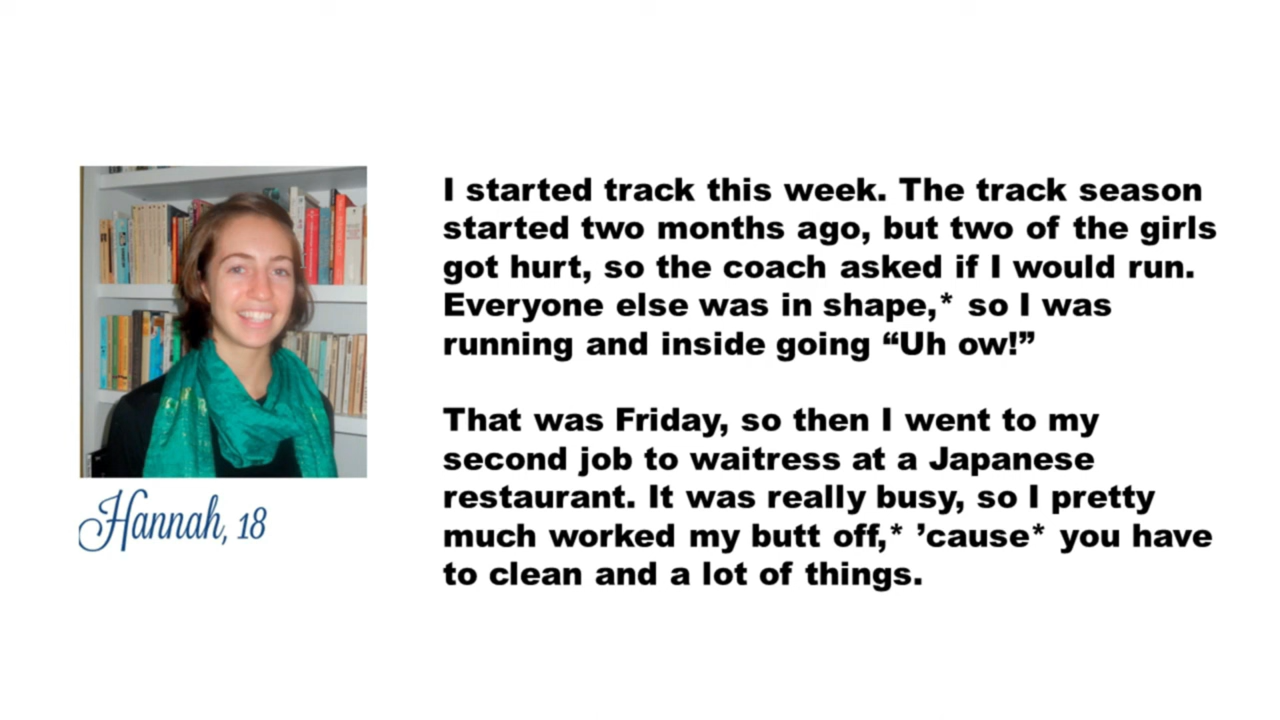 I started track this week. The track season
started two months ago, but two of the girls
got hurt, so the coach asked if I would run.
Everyone else was in shape,* so I was
running and inside going “Uh ow!”
That was Friday, so then I went to my
second job to waitress at a Japanese
restaurant. It was really busy, so I pretty
much worked my butt off,* ’cause* you have
to clean and a lot of things.
Hannah, 18